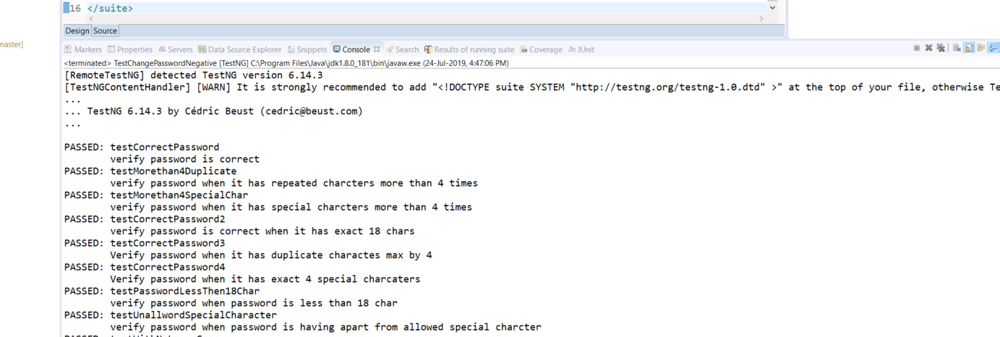 16 </suite>
Design Source
master]
Markers Properties Servers Data Source Explorer Snippets Console Search Results of running suite Coverage JUnit
<terminated> TestChangePasswordNegative [TestNG] C:\Program Files\Java\jdk1.8.0_181\bin\javaw.exe (24-Jul-2019, 4:47:06 PM)
[RemoteTestNG] detected TestNG version 6.14.3
[TestNGContentHandler] [WARN] It is strongly recommended to add "<!DOCTYPE suite SYSTEM "http://testng.org/testng-1.0.dtd" >" at the top of your file, otherwise Te
...
... TestNG 6.14.3 by Cédric Beust (cedric@beust.com)
...
PASSED: testCorrectPassword
verify password is correct
PASSED: testMorethan4Duplicate
verify password when it has repeated charcters more than 4 times
PASSED: testMorethan4SpecialChar
verify password when it has special charcters more than 4 times
PASSED: testCorrectPassword2
verify password is correct when it has exact 18 chars
PASSED: testCorrectPassword3
Verify password when it has duplicate charactes max by 4
PASSED: testCorrectPassword4
Verify password when it has exact 4 special charcaters
PASSED: testPasswordLessThen18Char
verify password when password is less than 18 char
PASSED: testUnallwordSpecialCharacter
verify password when password is having apart from allowed special charcter